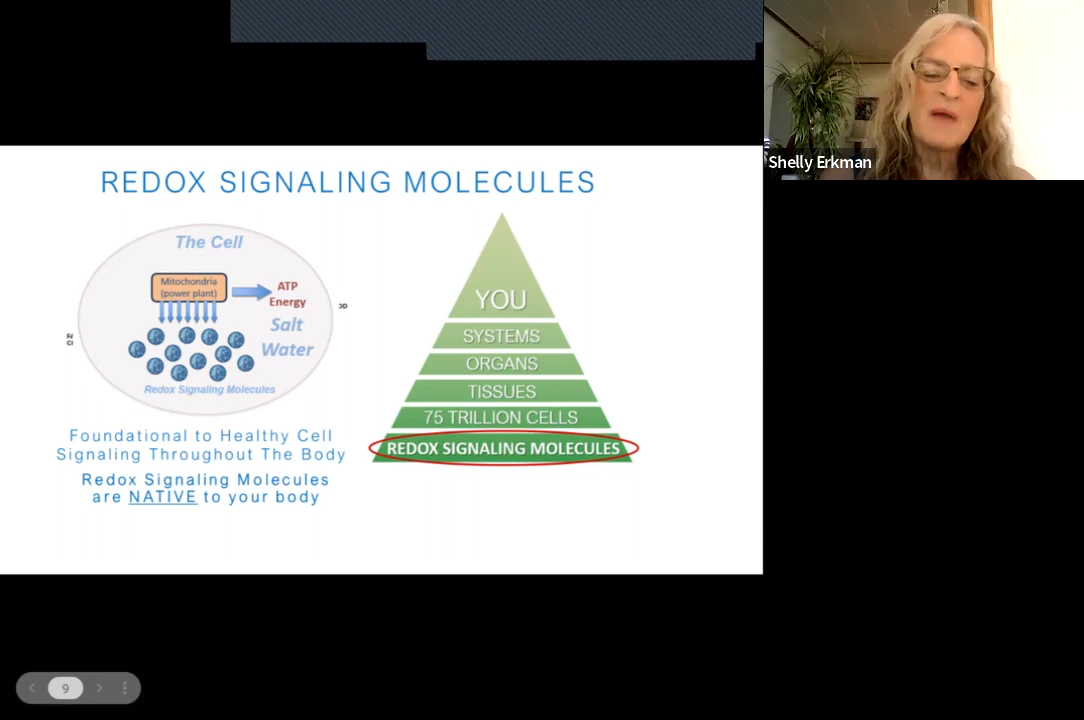 Shelly Erkman
REDOX SIGNALING MOLECULES
The Cell
Mitochondria
(power plant)
ATP
Energy
Salt
Water
Redox Signaling Molecules
Foundational to Healthy Cell
Signaling Throughout The Body
Redox Signaling Molecules
are NATIVE to your body
YOU
SYSTEMS
ORGANS
TISSUES
75 TRILLION CELLS
REDOX SIGNALING MOLECULES
9